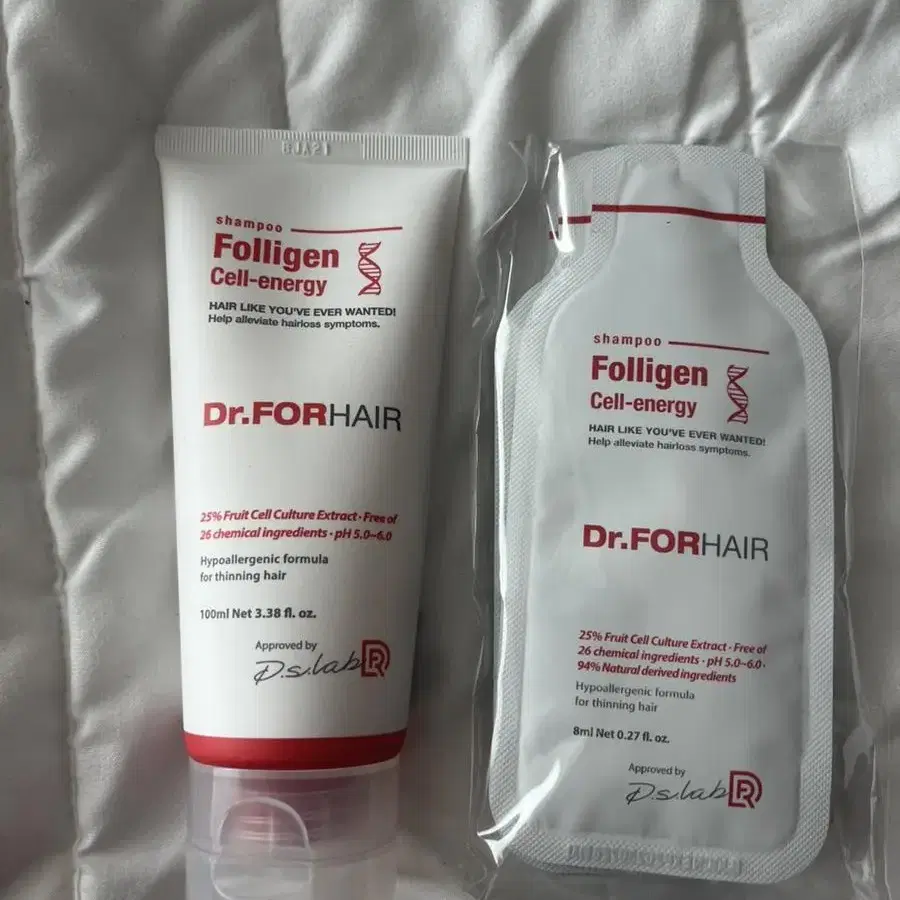 shampoo
Folligen
Cell-energy
HAIR LIKE YOU'VE EVER WANTED!
Help alleviate hairloss symptoms.
Dr.FORHAIR
25% Fruit Cell Culture Extract · Free of
26 chemical ingredients · pH 5.0~6.0
Hypoallergenic formula
for thinning hair
100ml Net 3.38 fl. oz.
Approved by
D.s.lab
shampoo
Folligen
Cell-energy
HAIR LIKE YOU'VE EVER WANTED!
Help alleviate hairloss symptoms.
Dr.FORHAIR
25% Fruit Cell Culture Extract · Free of
26 chemical ingredients · pH 5.0~6.0 ·
94% Natural derived ingredients
Hypoallergenic formula
for thinning hair
8ml Net 0.27 fl. oz.
Approved by
D.s.lab